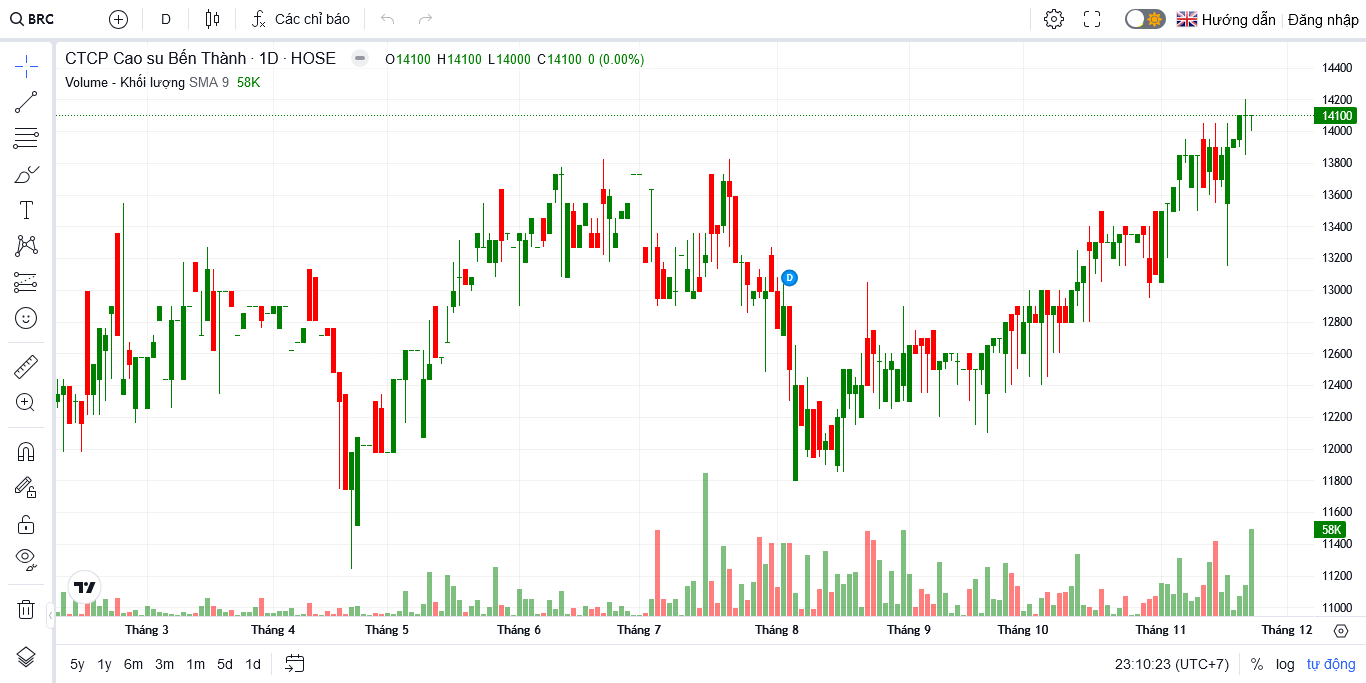 BRC D Các chỉ báo Hướng dẫn Đăng nhập
CTCP Cao su Bến Thành · 1D · HOSE O14100 H14100 L14000 C14100 0 (0.00%)
Volume - Khối lượng SMA 9 58K
14400
14200
14100
14000
13800
13600
13400
13200
D
13000
12800
12600
12400
12200
12000
11800
11600
58K
11400
11200
11000
Tháng 3 Tháng 4 Tháng 5 Tháng 6 Tháng 7 Tháng 8 Tháng 9 Tháng 10 Tháng 11 Tháng 12
5y 1y 6m 3m 1m 5d 1d 23:10:23 (UTC+7) % log tự động